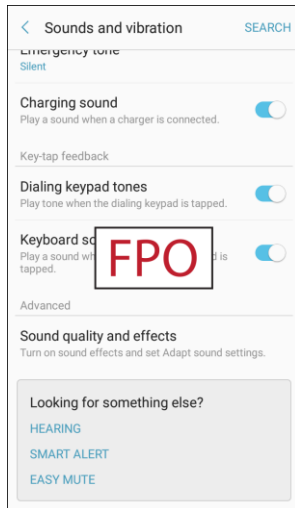 Sounds and vibration
SEARCH
Emergency tone
Silent
Charging sound
Play a sound when a charger is connected.
Key-tap feedback
Dialing keypad tones
Play tone when the dialing keypad is tapped.
Keyboard
FPO
Play a sound is
tapped.
Advanced
Sound quality and effects
Turn on sound effects and set Adapt sound settings.
Looking for something else?
HEARING
SMART ALERT
EASY MUTE